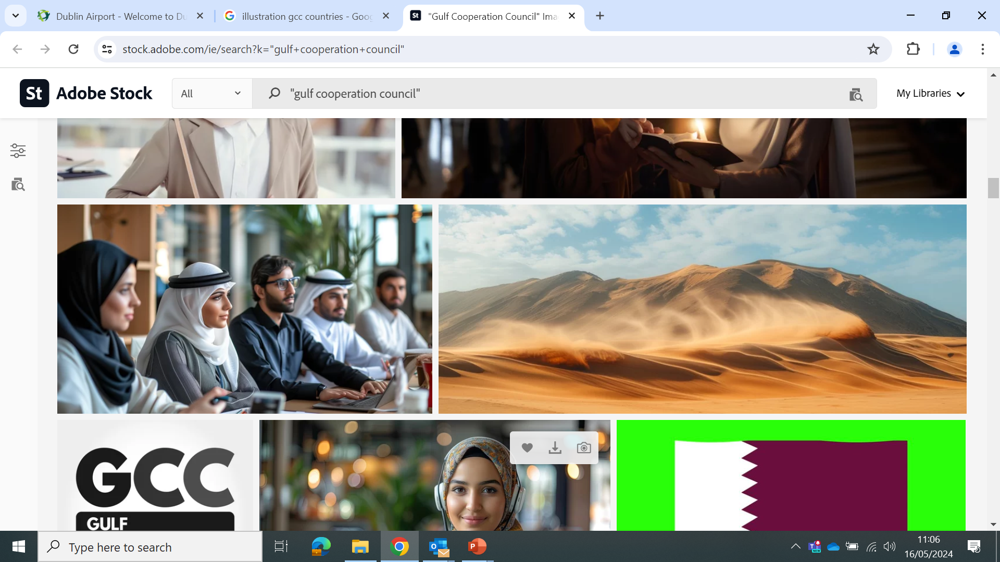 Dublin Airport - Welcome to Du
illustration gcc countries - Goog
"Gulf Cooperation Council" Ima
stock.adobe.com/ie/search?k="gulf+cooperation+council"
St Adobe Stock
All
"gulf cooperation council"
My Libraries
GCC
GULF
Type here to search
11:06
16/05/2024